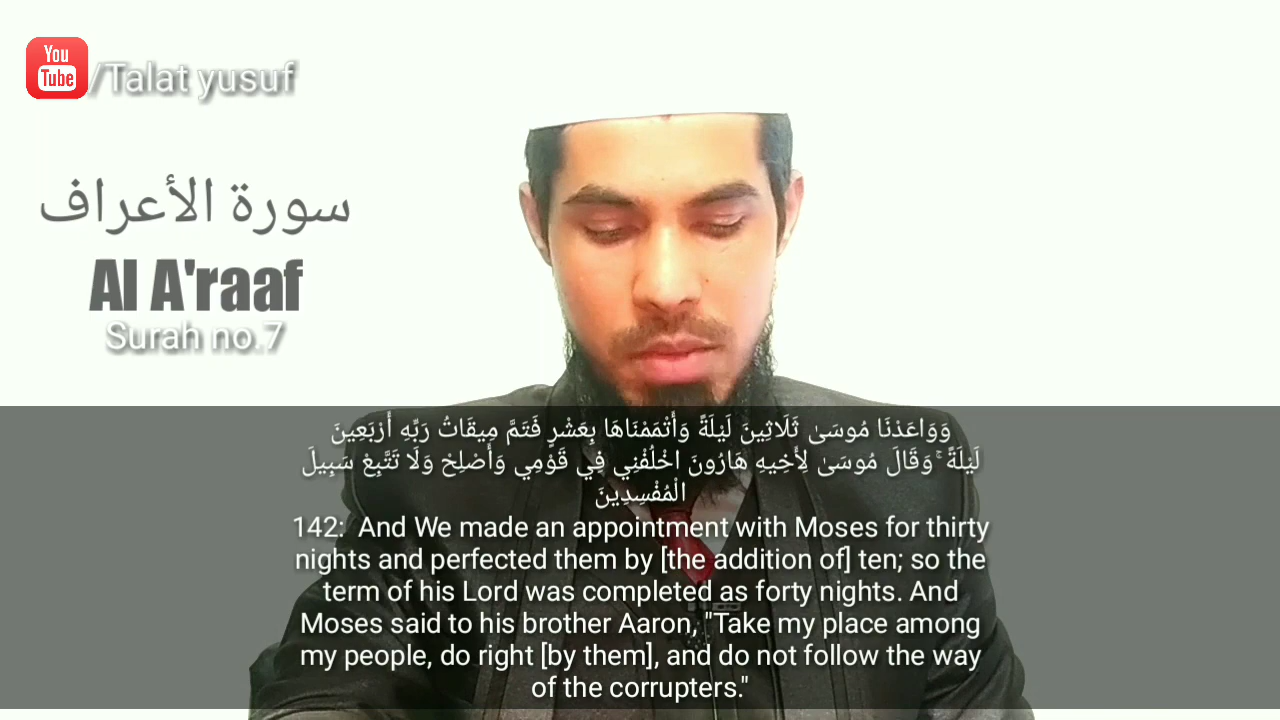 You
Tube
/Talat yusuf
سورة الأعراف
Al A'raaf
Surah no.7
وَوَاعَدْنَا مُوسَىٰ ثَلَاثِينَ لَيْلَةً وَأَتْمَمْنَاهَا بِعَشْرٍ فَتَمَّ مِيقَاتُ رَبِّهِ أَرْبَعِينَ
لَيْلَةً ۚ وَقَالَ مُوسَىٰ لِأَخِيهِ هَارُونَ اخْلُفْنِي فِي قَوْمِي وَأَصْلِحْ وَلَا تَتَّبِعْ سَبِيلَ
الْمُفْسِدِينَ
142:  And We made an appointment with Moses for thirty
nights and perfected them by [the addition of] ten; so the
term of his Lord was completed as forty nights. And
Moses said to his brother Aaron, "Take my place among
my people, do right [by them], and do not follow the way
of the corrupters."